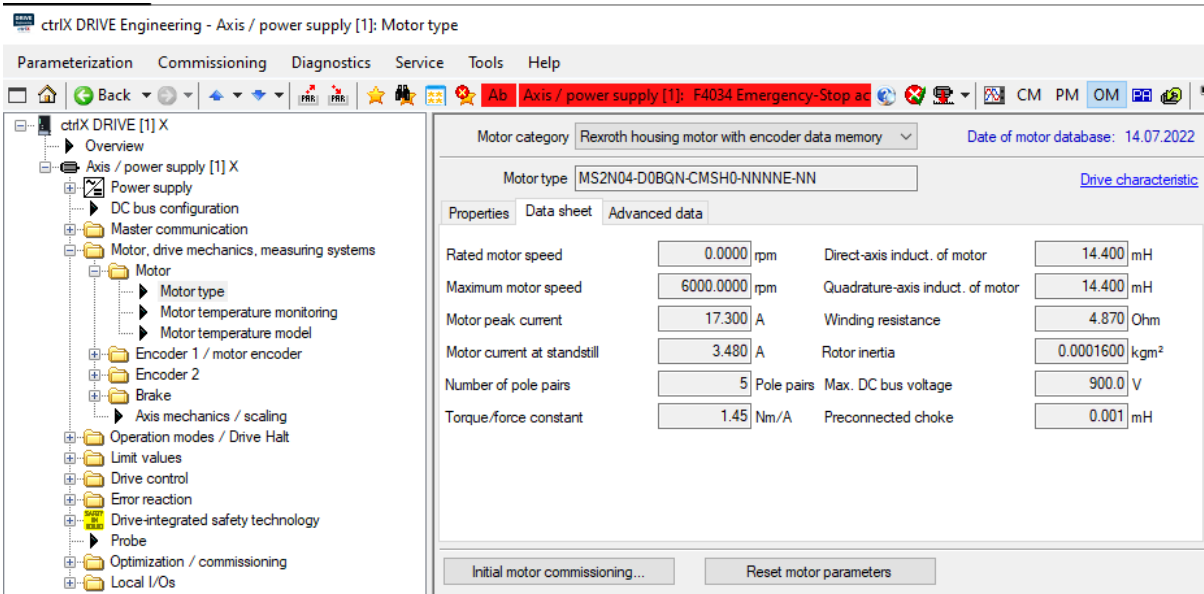 ctrlX DRIVE Engineering - Axis / power supply [1]: Motor type
Parameterization Commissioning Diagnostics Service Tools Help
Back PAR PAR Ab Axis / power supply [1]: F4034 Emergency-Stop ac CM PM OM
ctrlX DRIVE [1] X
Overview
Axis / power supply [1] X
Power supply
DC bus configuration
Master communication
Motor, drive mechanics, measuring systems
Motor
Motor type
Motor temperature monitoring
Motor temperature model
Encoder 1 / motor encoder
Encoder 2
Brake
Axis mechanics / scaling
Operation modes / Drive Halt
Limit values
Drive control
Error reaction
Drive-integrated safety technology
Probe
Optimization / commissioning
Local I/Os
Motor category Rexroth housing motor with encoder data memory Date of motor database: 14.07.2022
Motor type MS2N04-D0BQN-CMSH0-NNNNE-NN Drive characteristic
Properties Data sheet Advanced data
Rated motor speed 0.0000 rpm Direct-axis induct. of motor 14.400 mH
Maximum motor speed 6000.0000 rpm Quadrature-axis induct. of motor 14.400 mH
Motor peak current 17.300 A Winding resistance 4.870 Ohm
Motor current at standstill 3.480 A Rotor inertia 0.0001600 kgm²
Number of pole pairs 5 Pole pairs Max. DC bus voltage 900.0 V
Torque/force constant 1.45 Nm/A Preconnected choke 0.001 mH
Initial motor commissioning... Reset motor parameters